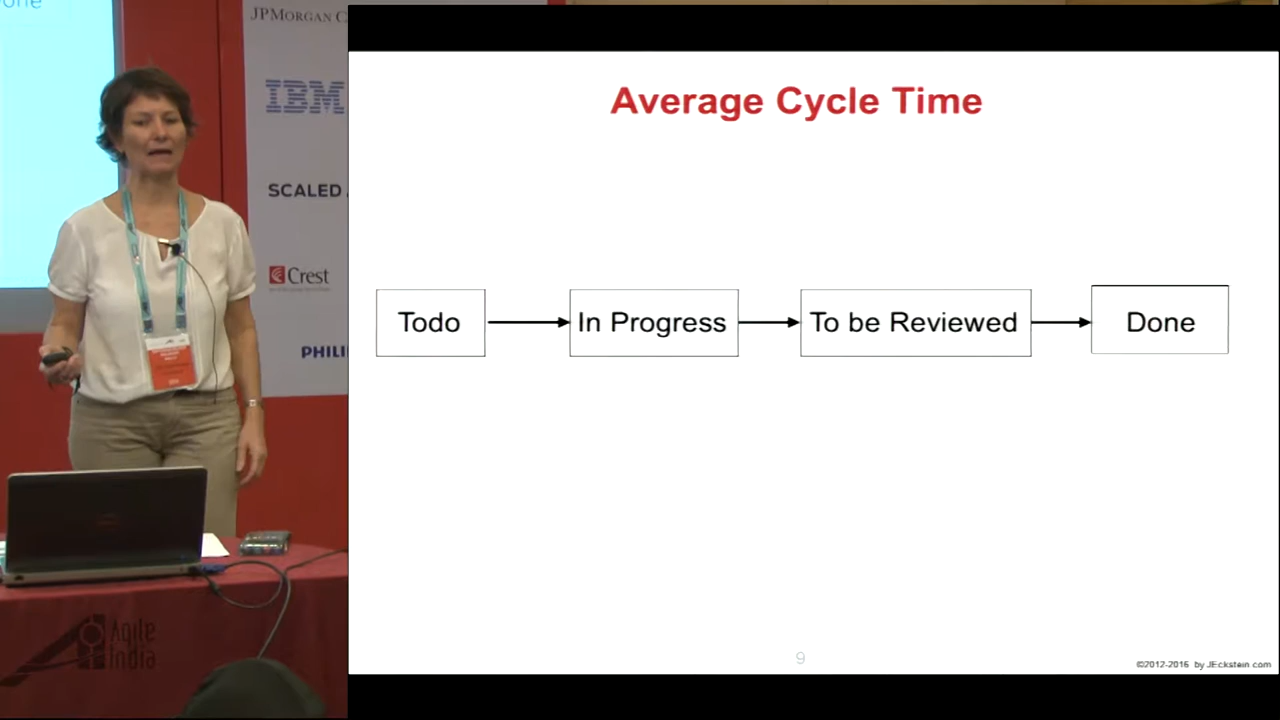 JPMORGAN C
IBM
SCALED
Crest
PHILI
Agile
India
Average Cycle Time
Todo
In Progress
To be Reviewed
Done
9
©2012-2016 by JEckstein com